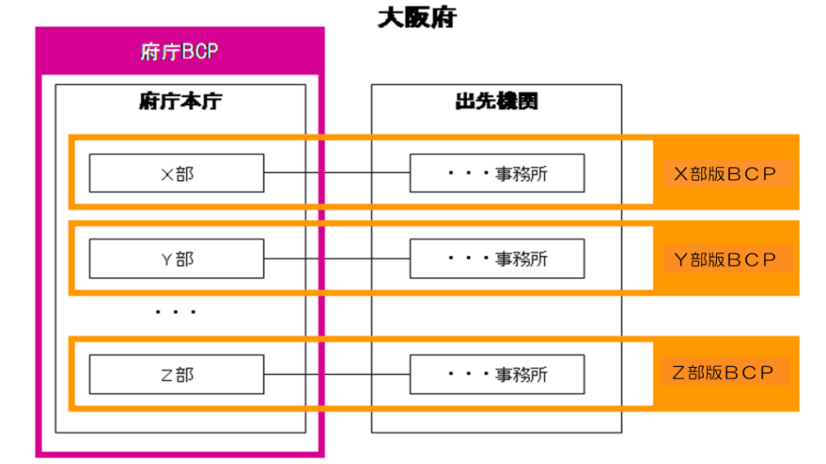 大阪府
府庁BCP
府庁本庁
出先機関
X部
・・・事務所
X部版BCP
Y部
・・・事務所
Y部版BCP
・・・
Z部
・・・事務所
Z部版BCP